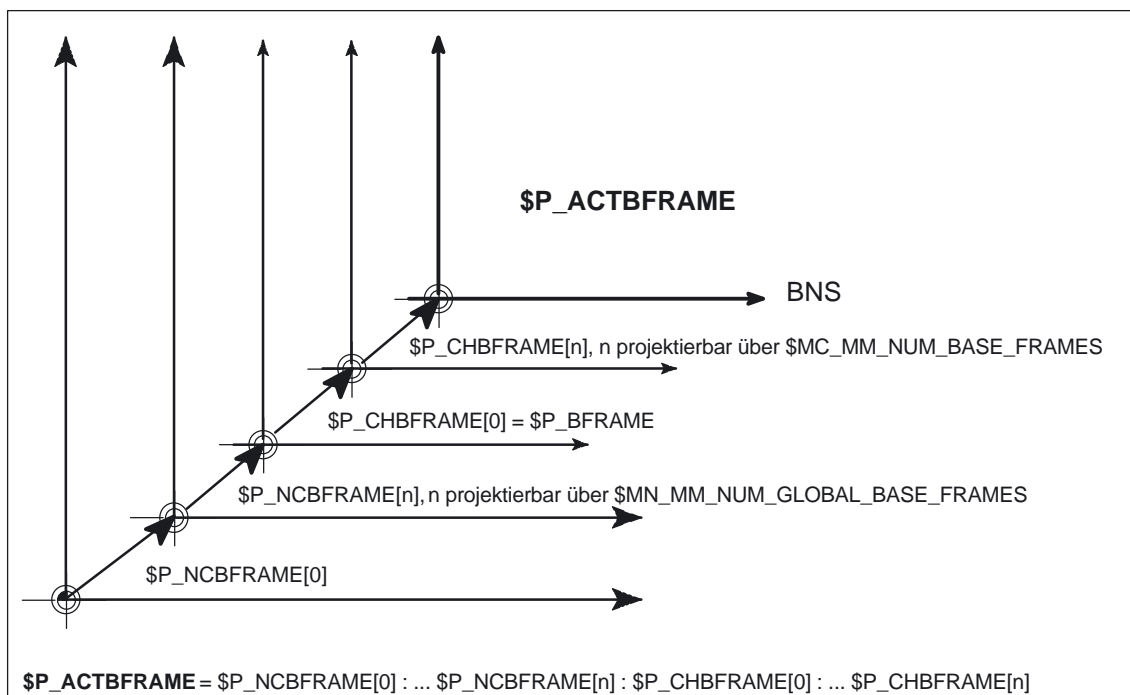 $P_ACTBFRAME
BNS
$P_CHBFRAME[n], n projektierbar über $MC_MM_NUM_BASE_FRAMES
$P_CHBFRAME[0] = $P_BFRAME
$P_NCBFRAME[n], n projektierbar über $MN_MM_NUM_GLOBAL_BASE_FRAMES
$P_NCBFRAME[0]
$P_ACTBFRAME = $P_NCBFRAME[0] : ... $P_NCBFRAME[n] : $P_CHBFRAME[0] : ... $P_CHBFRAME[n]